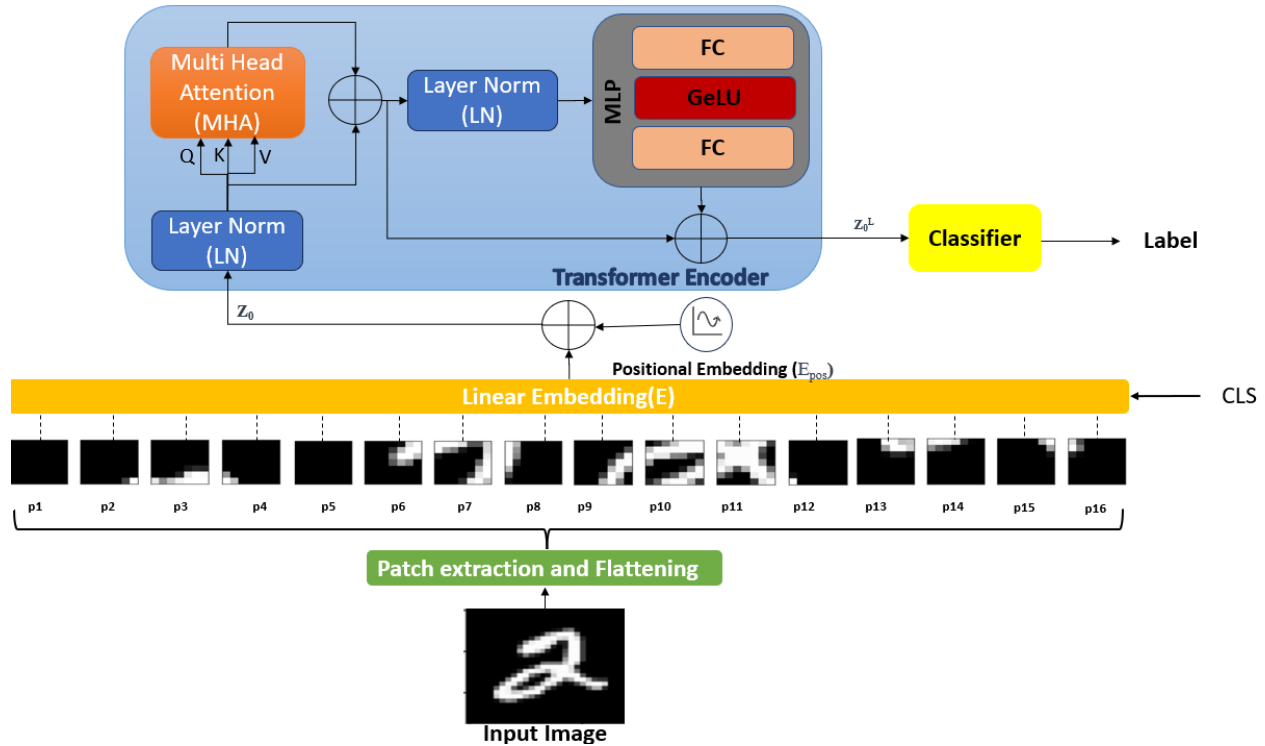 Multi Head
Attention
(MHA)
Q K V
Layer Norm
(LN)
Layer Norm
(LN)
MLP
FC
GeLU
FC
Transformer Encoder
Z₀
z₀ᴸ
Classifier
Label
Positional Embedding (Eₚₒₛ)
Linear Embedding(E)
CLS
p1 p2 p3 p4 p5 p6 p7 p8 p9 p10 p11 p12 p13 p14 p15 p16
Patch extraction and Flattening
Input Image